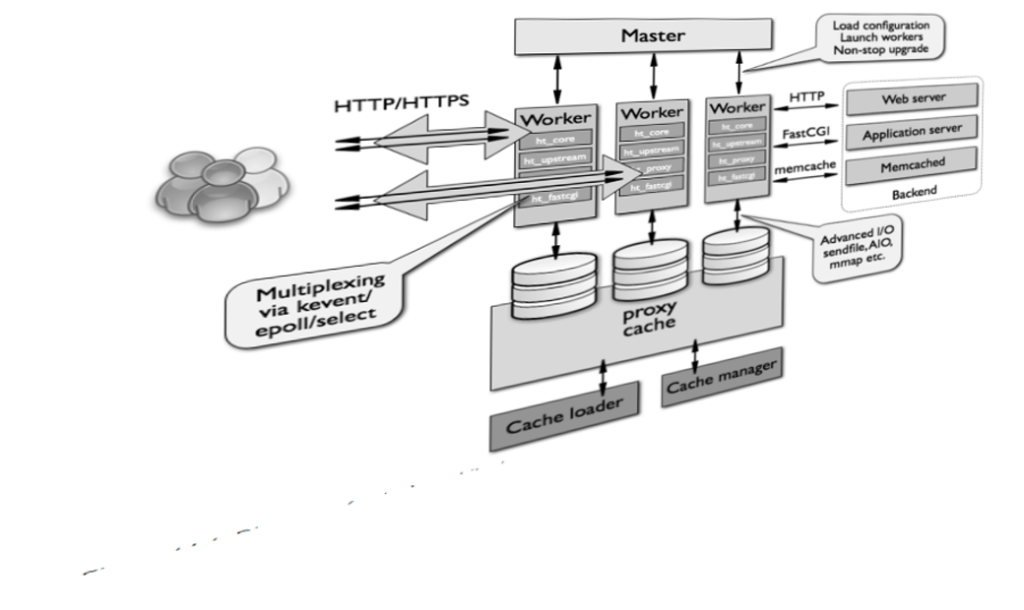 Master
Load configuration
Launch workers
Non-stop upgrade
HTTP/HTTPS
Worker
ht_core
ht_upstream
ht_fastcgi
Worker
ht_core
ht_upstream
_proxy
ht_fastcgi
Worker
ht_core
ht_upstream
ht_proxy
ht_fastcgi
HTTP
FastCGI
memcache
Web server
Application server
Memcached
Backend
Advanced I/O
sendfile, AIO,
mmap etc.
Multiplexing
via kevent/
epoll/select
proxy
cache
Cache loader
Cache manager